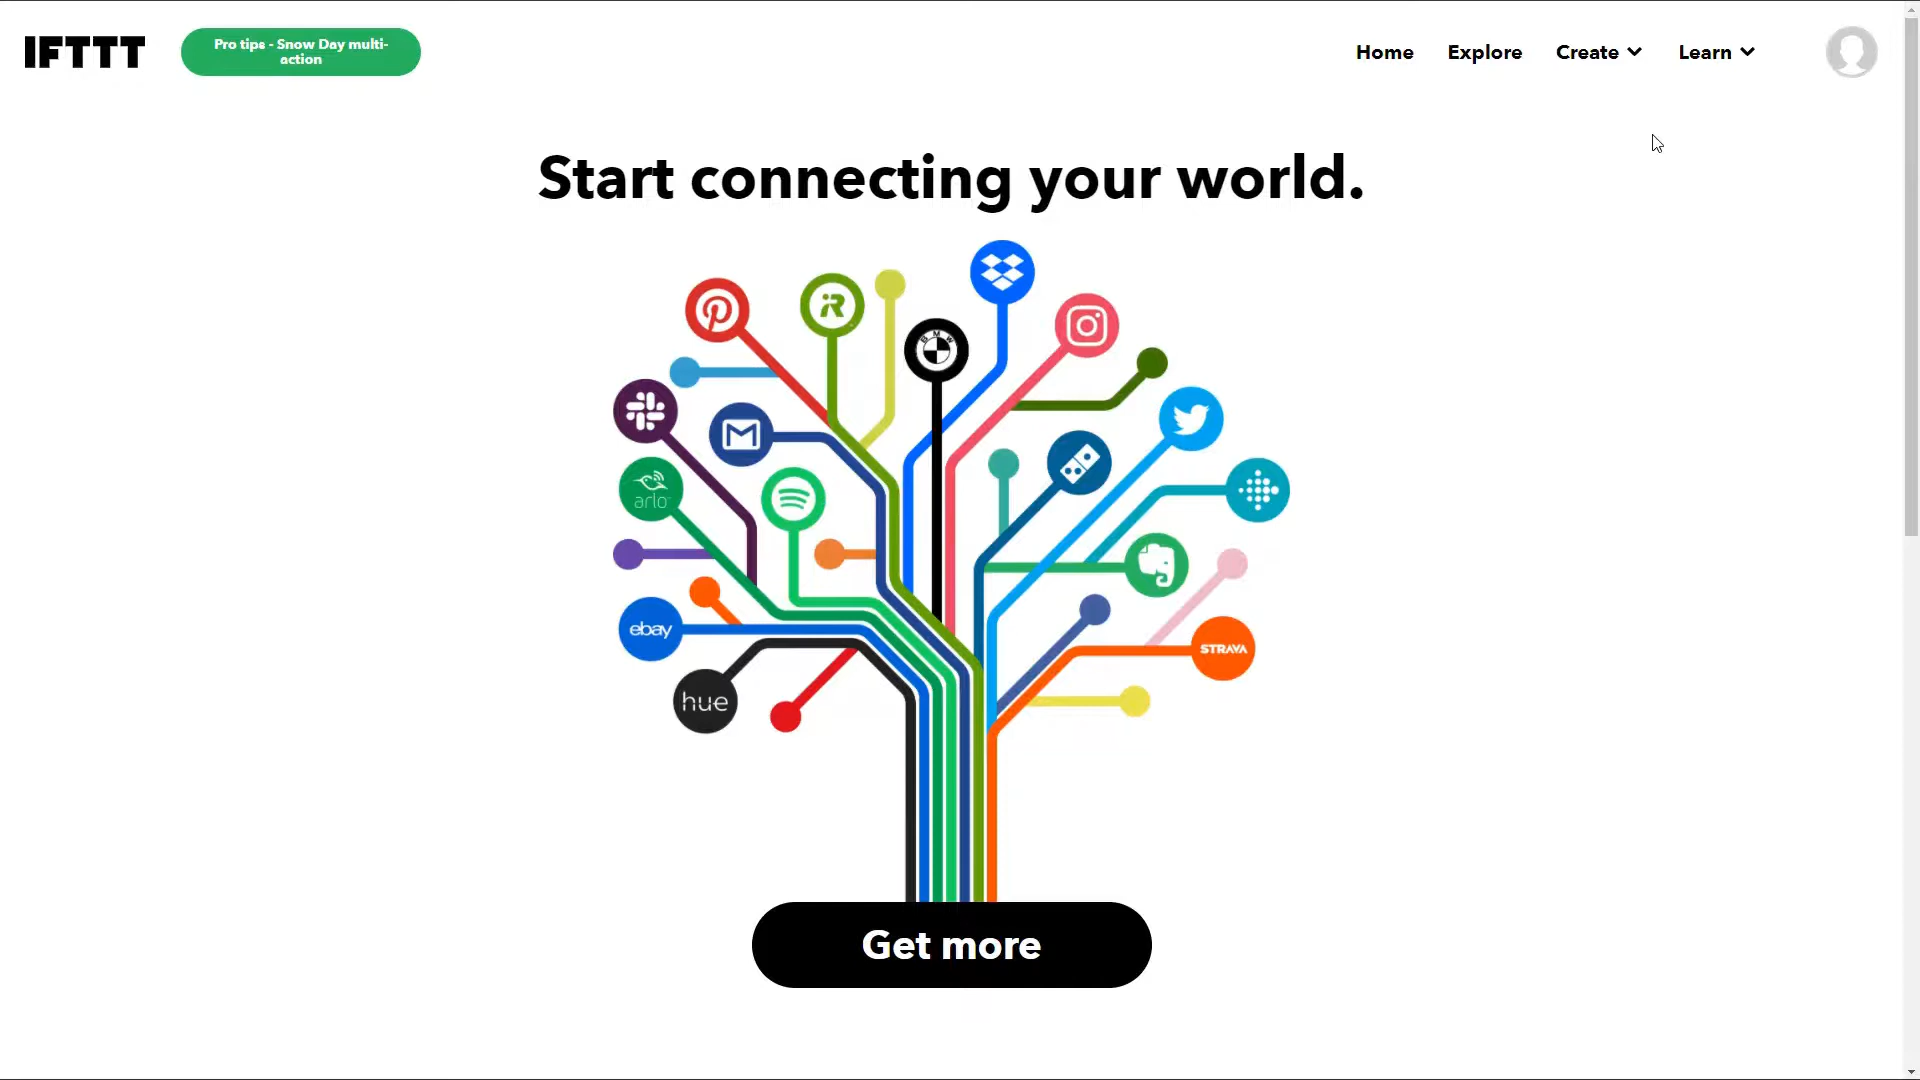 IFTTT
Pro tips - Snow Day multi-
action
Home
Explore
Create
Learn
Start connecting your world.
BMW
arlo
ebay
STRAVA
hue
Get more